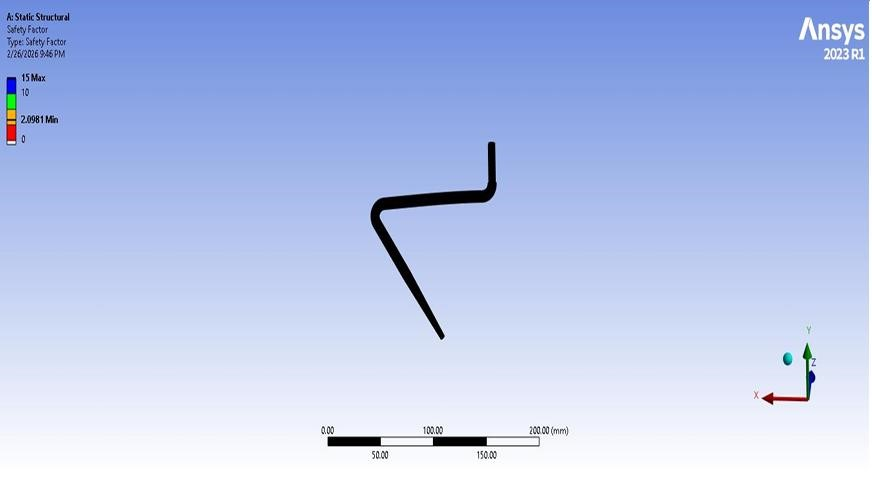 A: Static Structural
Safety Factor
Type: Safety Factor
2/26/2026 9:46 PM
15 Max
10
2.0981 Min
0
Ansys
2023 R1
Y
Z
X
0.00 100.00 200.00 (mm)
50.00 150.00